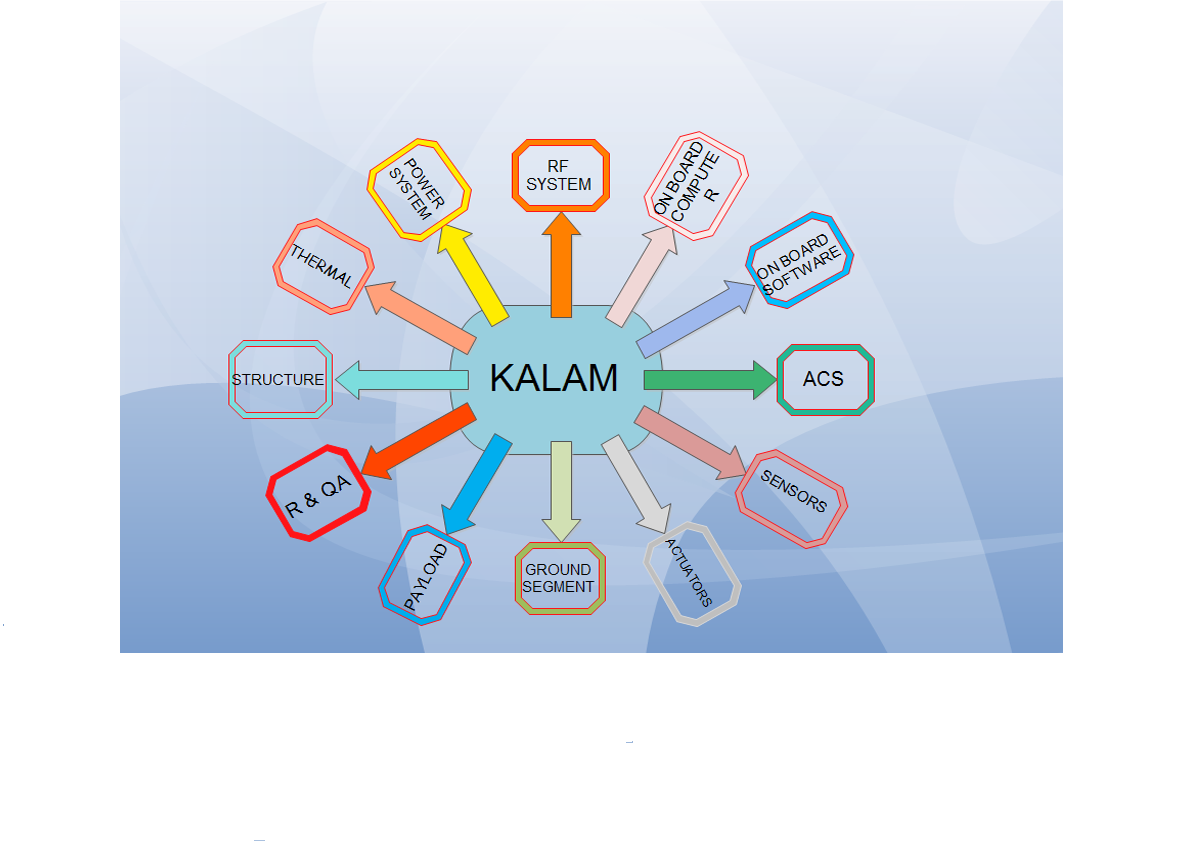 RF
SYSTEM
ON BOARD
COMPUTE
R
ON BOARD
SOFTWARE
ACS
SENSORS
ACTUATORS
GROUND
SEGMENT
PAYLOAD
R & QA
STRUCTURE
THERMAL
POWER
SYSTEM
KALAM